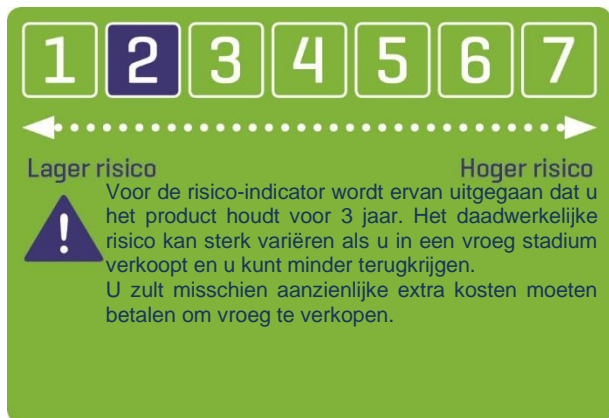 1 2 3 4 5 6 7
Lager risico Hoger risico
Voor de risico-indicator wordt ervan uitgegaan dat u
het product houdt voor 3 jaar. Het daadwerkelijke
! risico kan sterk variëren als u in een vroeg stadium
verkoopt en u kunt minder terugkrijgen.
U zult misschien aanzienlijke extra kosten moeten
betalen om vroeg te verkopen.